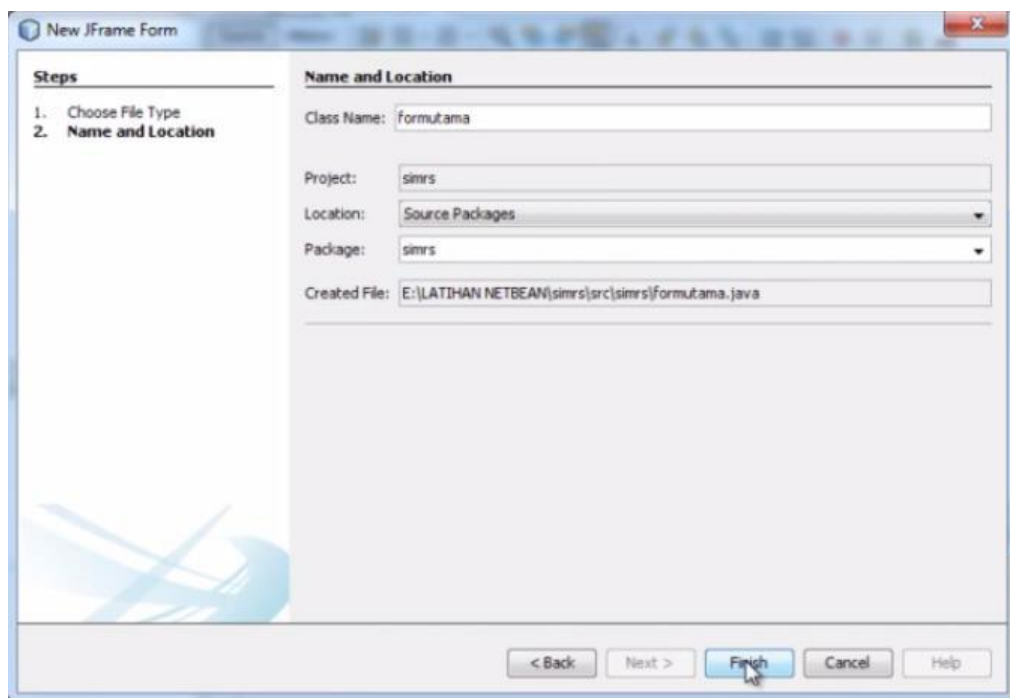 New JFrame Form
Steps
1. Choose File Type
2. Name and Location
Name and Location
Class Name: formutama
Project: simrs
Location: Source Packages
Package: simrs
Created File: E:\LATIHAN NETBEAN\simrs\src\simrs\formutama.java
< Back Next > Finish Cancel Help